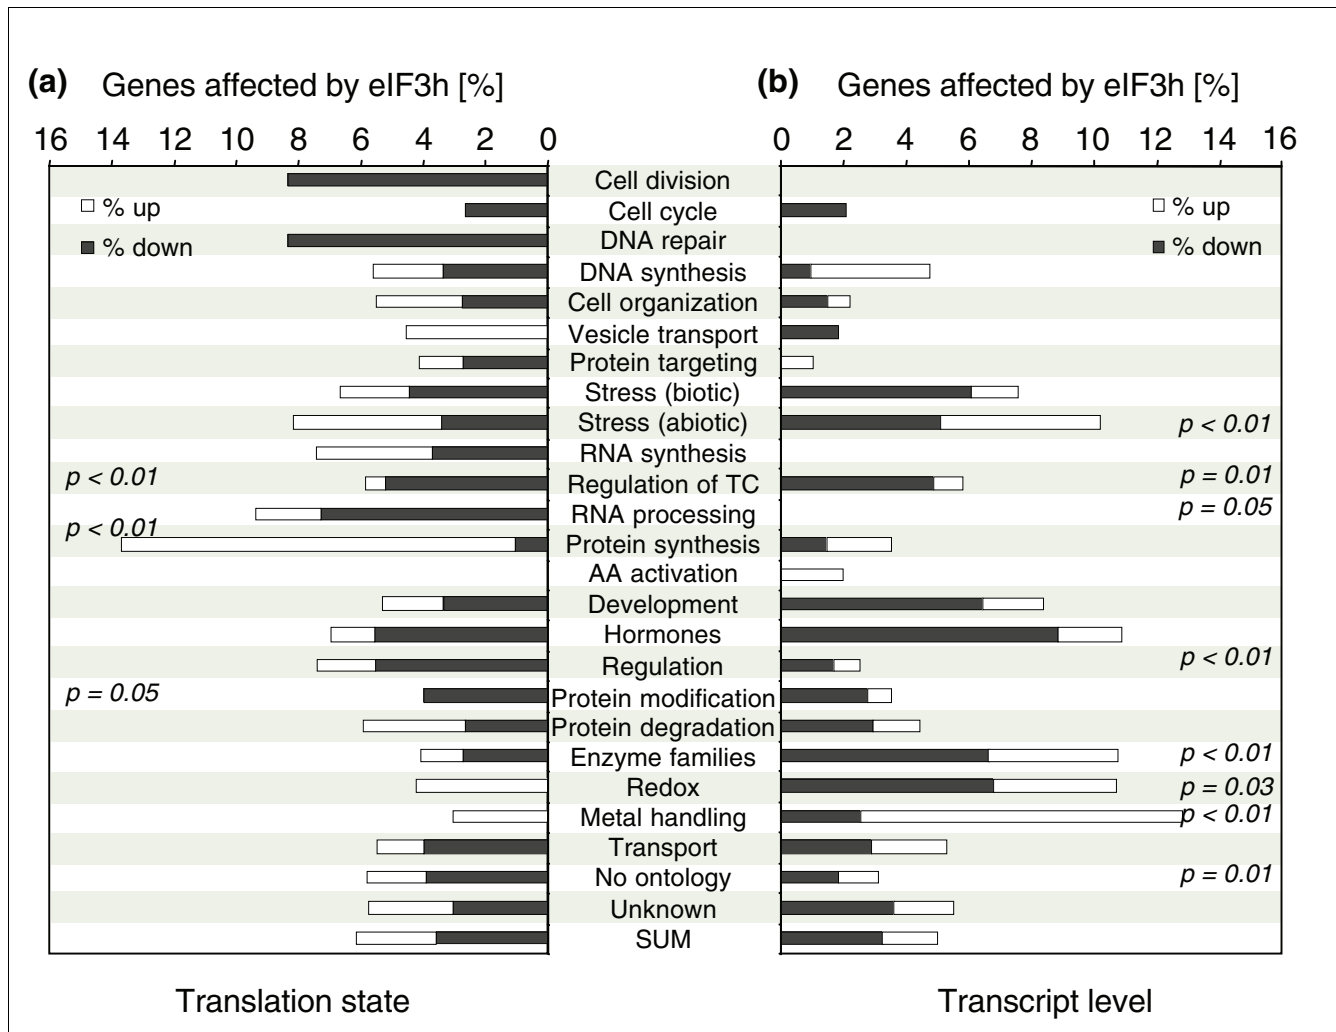 (a) Genes affected by eIF3h [%]
(b) Genes affected by eIF3h [%]
16 14 12 10 8 6 4 2 0
0 2 4 6 8 10 12 14 16
% up
% down
% up
% down
Cell division
Cell cycle
DNA repair
DNA synthesis
Cell organization
Vesicle transport
Protein targeting
Stress (biotic)
Stress (abiotic) p < 0.01
RNA synthesis
p < 0.01 Regulation of TC p = 0.01
RNA processing p = 0.05
p < 0.01 Protein synthesis
AA activation
Development
Hormones
Regulation p < 0.01
p = 0.05 Protein modification
Protein degradation
Enzyme families p < 0.01
Redox p = 0.03
Metal handling p < 0.01
Transport
No ontology p = 0.01
Unknown
SUM
Translation state
Transcript level